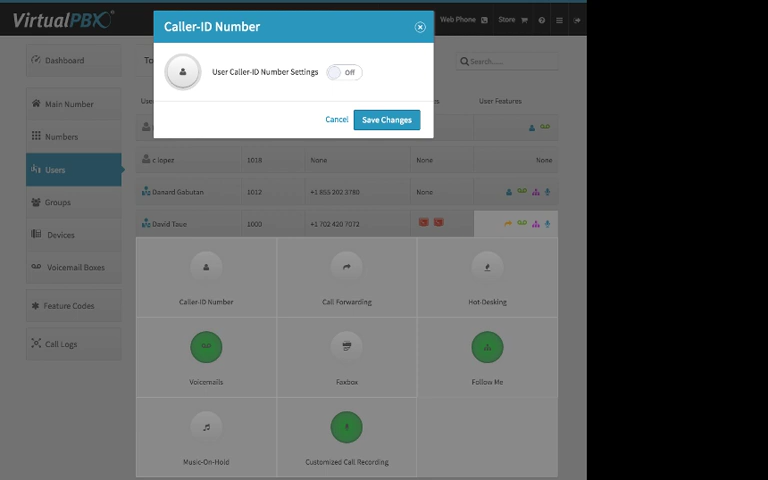 VirtualPBX
Web Phone
Store
Caller-ID Number
User Caller-ID Number Settings
Off
Cancel
Save Changes
Dashboard
Search......
Main Number
User Features
Numbers
Users
c lopez 1018 None None None
Danard Gabutan 1012 +1 855 202 3780 None
Groups
David Tauo 1000 +1 702 420 7072
Devices
Voicemail Boxes
Feature Codes
Call Logs
Caller-ID Number
Call Forwarding
Hot-Desking
Voicemails
Faxbox
Follow Me
Music-On-Hold
Customized Call Recording